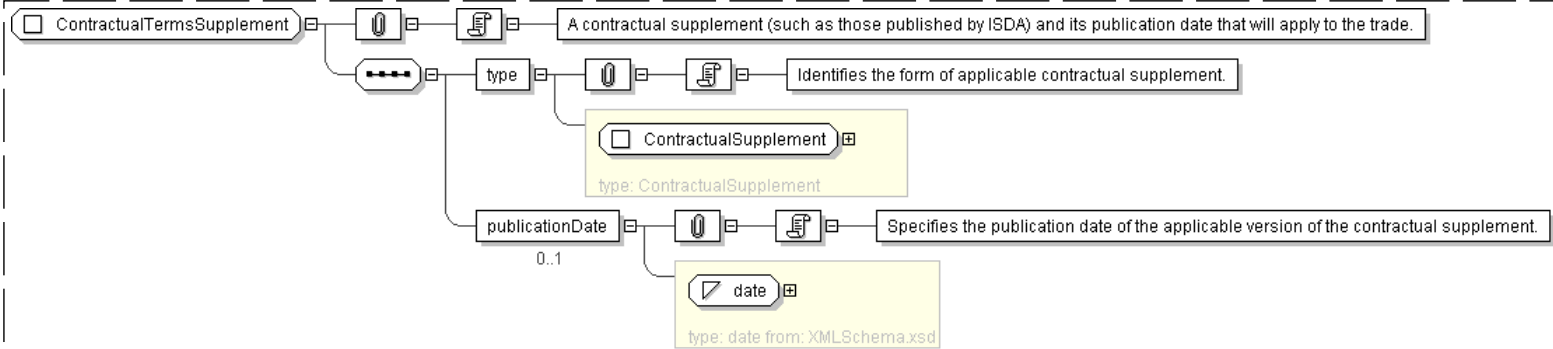 ContractualTermsSupplement A contractual supplement (such as those published by ISDA) and its publication date that will apply to the trade.
type Identifies the form of applicable contractual supplement.
ContractualSupplement
type: ContractualSupplement
publicationDate Specifies the publication date of the applicable version of the contractual supplement.
0..1
date
type: date from: XMLSchema.xsd